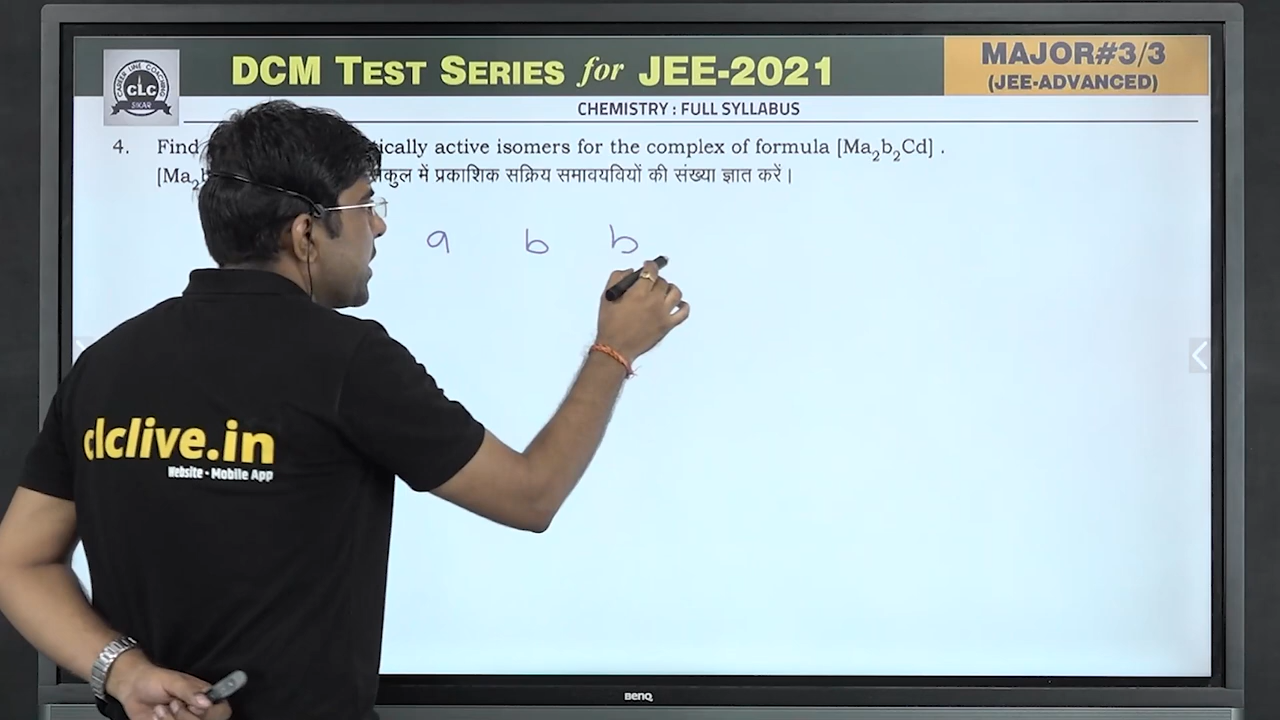 CAREER LINE COACHING
CLC
SIKAR
DCM TEST SERIES for JEE-2021
MAJOR#3/3
(JEE-ADVANCED)
CHEMISTRY : FULL SYLLABUS
4. Find ically active isomers for the complex of formula [Ma₂b₂Cd] .
[Ma₂b में प्रकाशिक सक्रिय समावयवियों की संख्या ज्ञात करें।
a b b
clclive.in
Website • Mobile App
BenQ